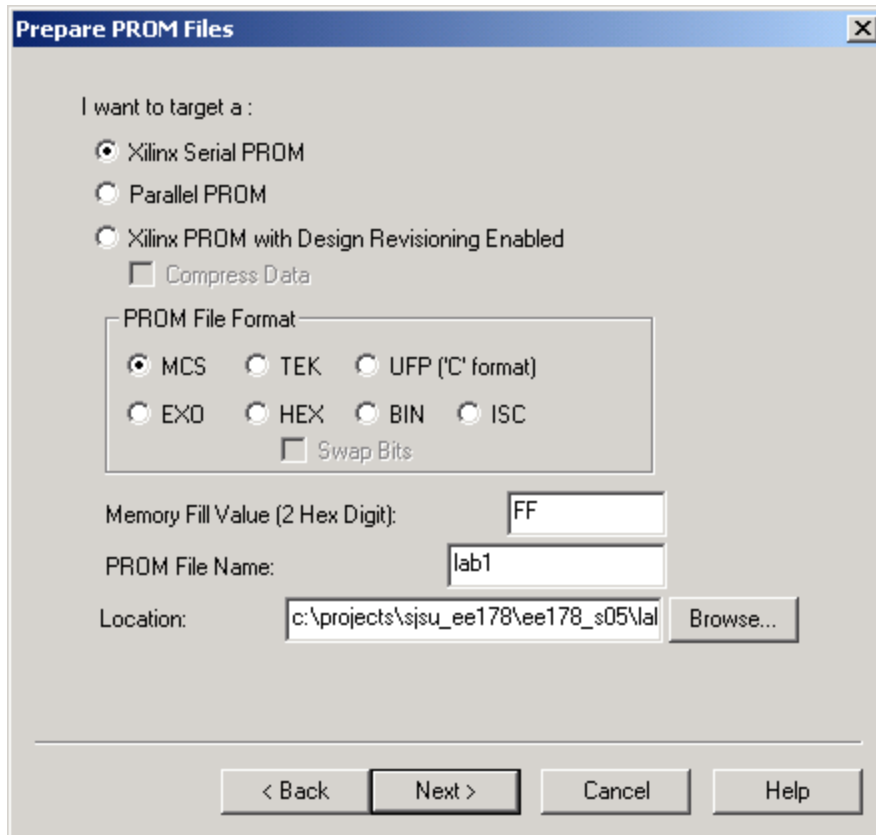 Prepare PROM Files
I want to target a :
Xilinx Serial PROM
Parallel PROM
Xilinx PROM with Design Revisioning Enabled
Compress Data
PROM File Format
MCS TEK UFP ('C' format)
EXO HEX BIN ISC
Swap Bits
Memory Fill Value (2 Hex Digit): FF
PROM File Name: lab1
Location: c:\projects\sjsu_ee178\ee178_s05\lal Browse...
< Back Next > Cancel Help